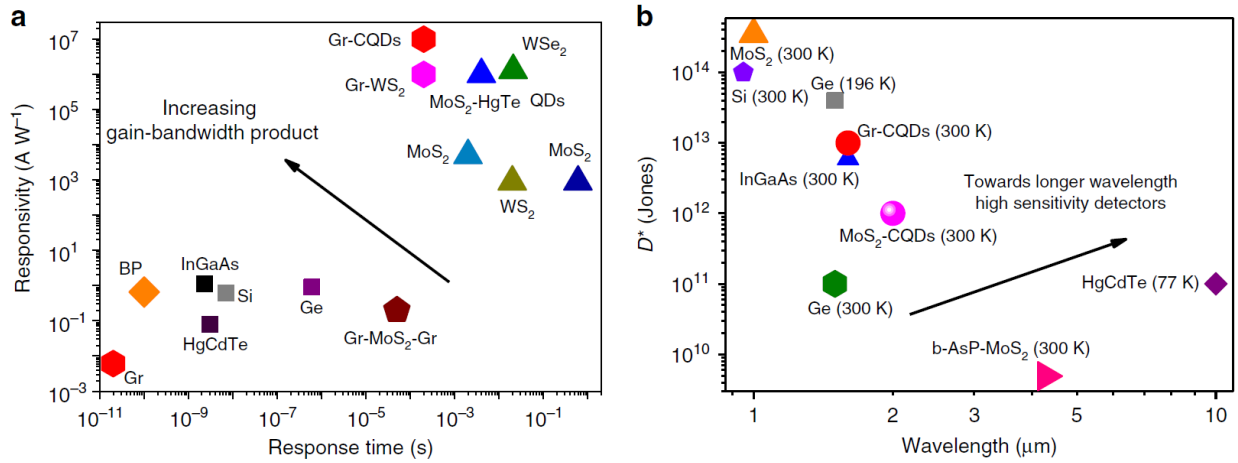 a
Responsivity (A W⁻¹)
10⁷
10⁵
10³
10¹
10⁻¹
10⁻³
Gr-CQDs
WSe₂
Gr-WS₂
MoS₂-HgTe QDs
Increasing
gain-bandwidth product
MoS₂
MoS₂
WS₂
BP
InGaAs
Si
Ge
HgCdTe
Gr-MoS₂-Gr
Gr
10⁻¹¹ 10⁻⁹ 10⁻⁷ 10⁻⁵ 10⁻³ 10⁻¹
Response time (s)
b
D* (Jones)
10¹⁴
10¹³
10¹²
10¹¹
10¹⁰
MoS₂ (300 K)
Si (300 K)
Ge (196 K)
Gr-CQDs (300 K)
InGaAs (300 K)
Towards longer wavelength
high sensitivity detectors
MoS₂-CQDs (300 K)
Ge (300 K)
HgCdTe (77 K)
b-AsP-MoS₂ (300 K)
1 2 3 5 10
Wavelength (μm)